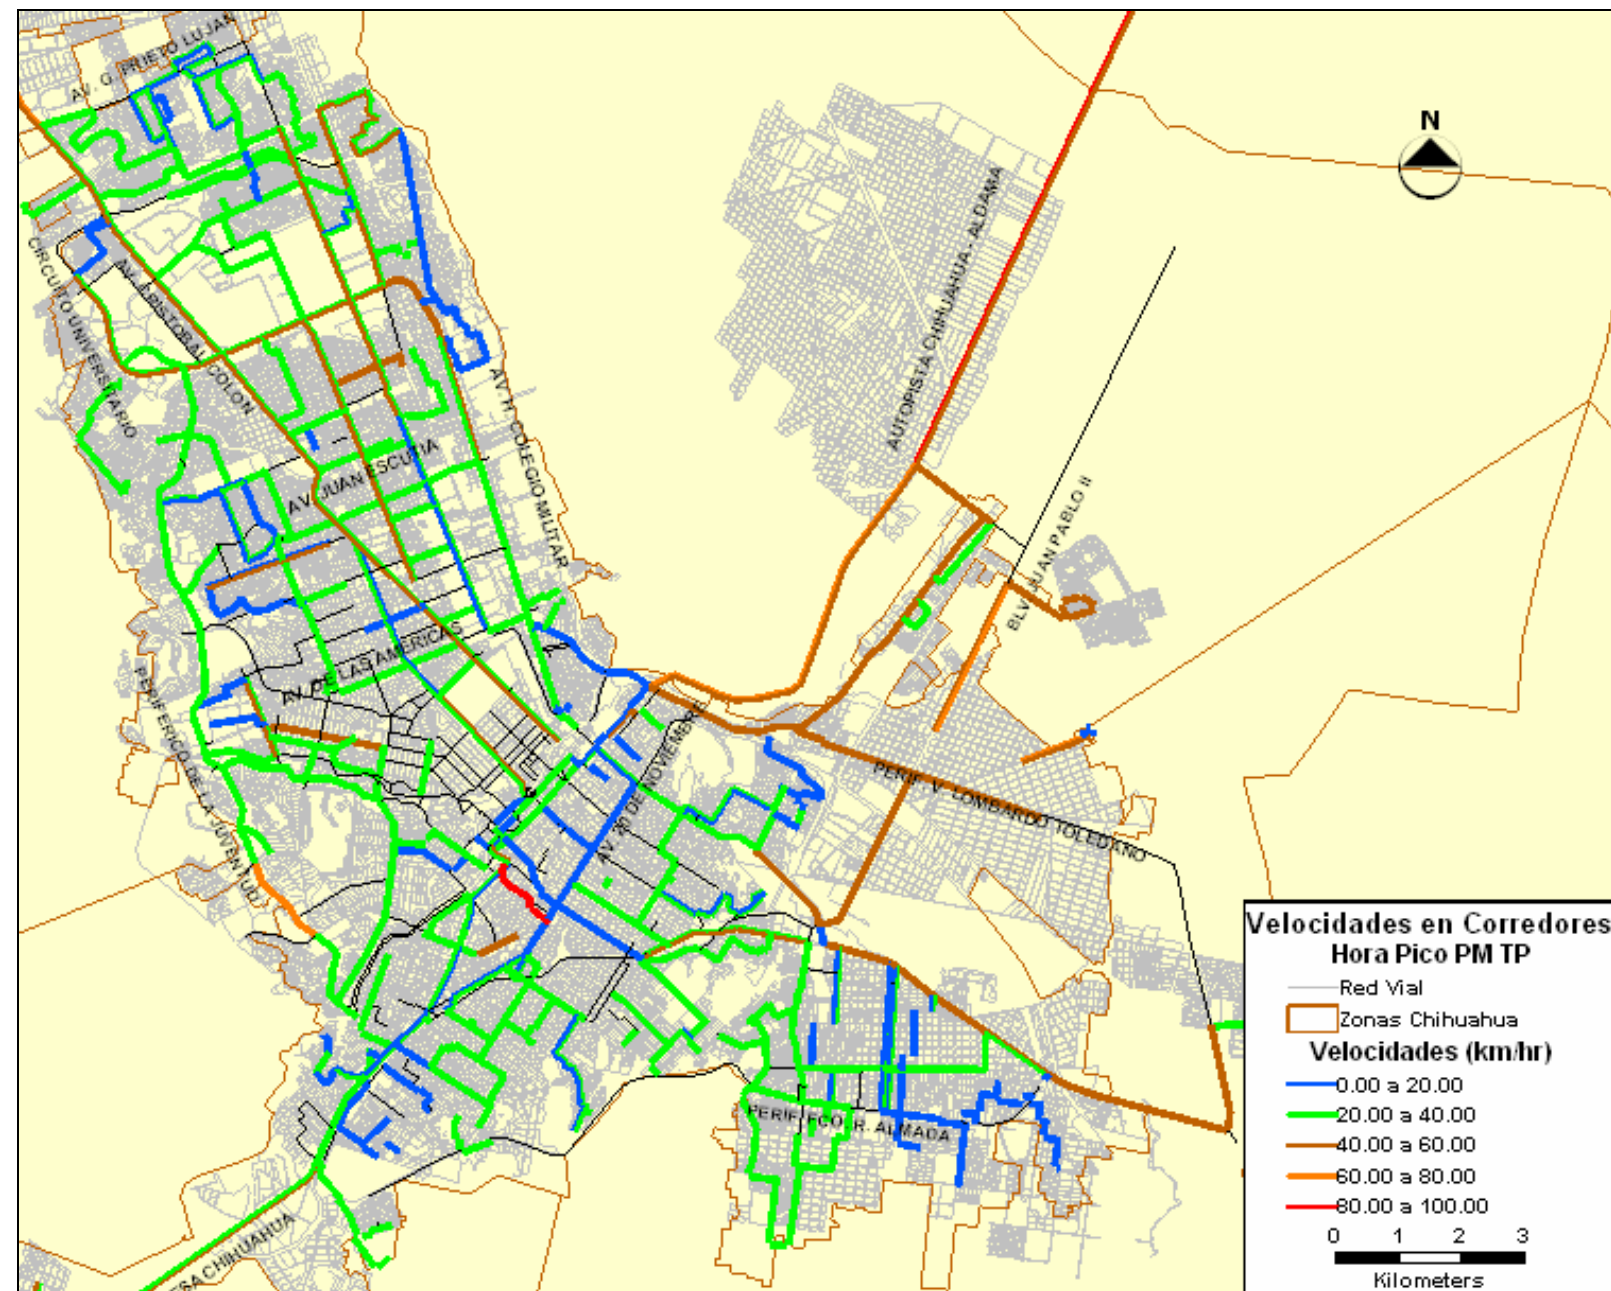 AV. G. PRIETO LUJAN
N
AUTOPISTA CHIHUAHUA - ALDAMA
CIRCUITO UNIVERSITARIO
AV. CRISTOBAL COLON
AV. H. COLEGIO MILITAR
AV. JUAN ESCUTIA
BLV. JUAN PABLO II
AV. DE LAS AMERICAS
PERIFERICO DE LA JUVENTUD
AV. 20 DE NOVIEMBRE
PERIF. V. LOMBARDO TOLEDANO
PERIF. R. ALMADA
CHIHUAHUA
Velocidades en Corredores
Hora Pico PM TP
Red Vial
Zonas Chihuahua
Velocidades (km/hr)
0.00 a 20.00
20.00 a 40.00
40.00 a 60.00
60.00 a 80.00
80.00 a 100.00
0 1 2 3
Kilometers